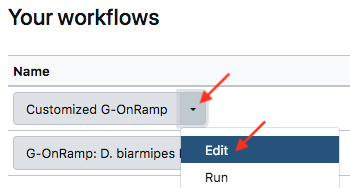 Your workflows
Name
Customized G-OnRamp
G-OnRamp: D. biarmipes
Edit
Run